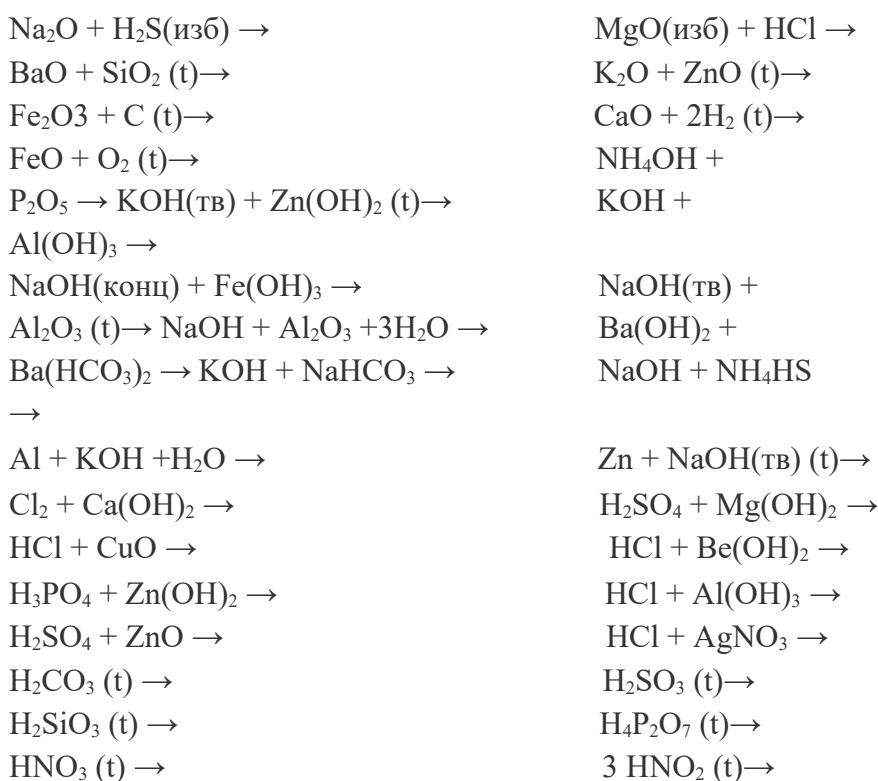 Na₂O + H₂S(изб) → MgO(изб) + HCl →
BaO + SiO₂ (t)→ K₂O + ZnO (t)→
Fe₂O3 + C (t)→ CaO + 2H₂ (t)→
FeO + O₂ (t)→ NH₄OH +
P₂O₅ → KOH(тв) + Zn(OH)₂ (t)→ KOH +
Al(OH)₃ →
NaOH(конц) + Fe(OH)₃ → NaOH(тв) +
Al₂O₃ (t)→ NaOH + Al₂O₃ +3H₂O → Ba(OH)₂ +
Ba(HCO₃)₂ → KOH + NaHCO₃ → NaOH + NH₄HS
→
Al + KOH +H₂O → Zn + NaOH(тв) (t)→
Cl₂ + Ca(OH)₂ → H₂SO₄ + Mg(OH)₂ →
HCl + CuO → HCl + Be(OH)₂ →
H₃PO₄ + Zn(OH)₂ → HCl + Al(OH)₃ →
H₂SO₄ + ZnO → HCl + AgNO₃ →
H₂CO₃ (t) → H₂SO₃ (t)→
H₂SiO₃ (t) → H₄P₂O₇ (t)→
HNO₃ (t) → 3 HNO₂ (t)→